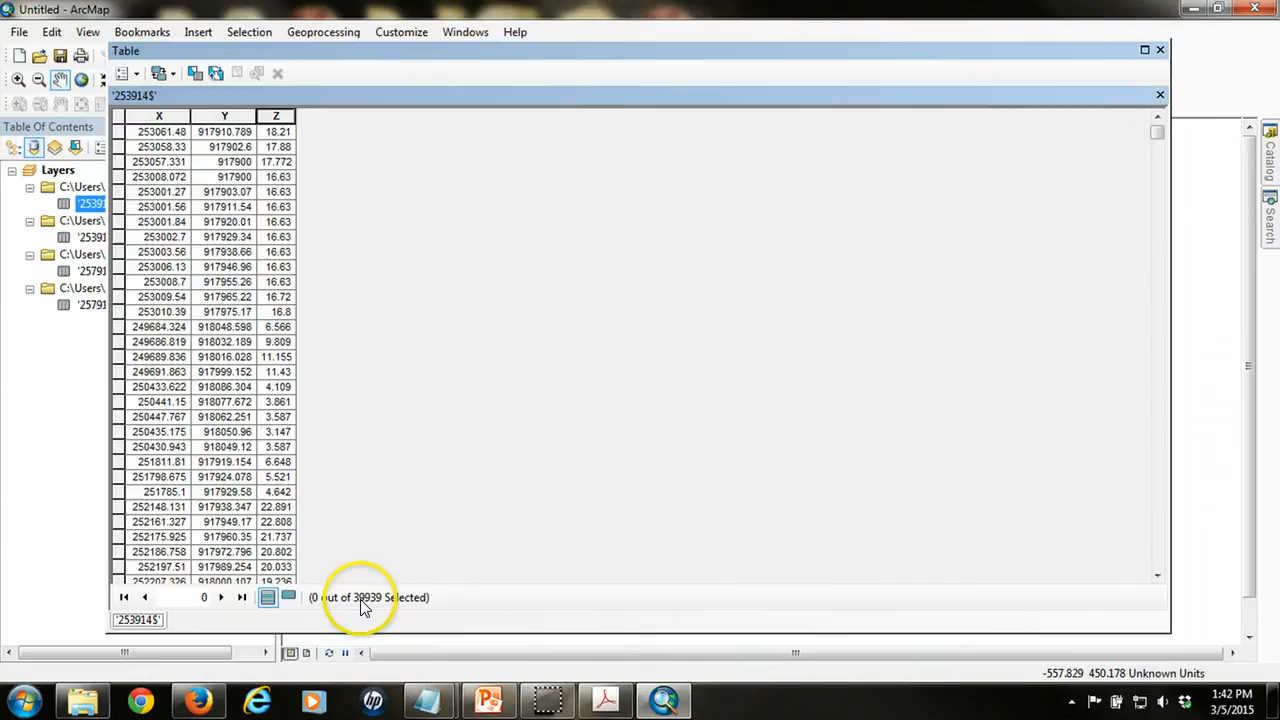 Untitled - ArcMap
File Edit View Bookmarks Insert Selection Geoprocessing Customize Windows Help
Table
'253914$'
Table Of Contents
Layers
C:\Users\
'25391
C:\Users\
'25391
C:\Users\
'25791
C:\Users\
'25791
X Y Z
253061.48 917910.789 18.21
253058.33 917902.6 17.88
253057.331 917900 17.772
253008.072 917900 16.63
253001.27 917903.07 16.63
253001.56 917911.54 16.63
253001.84 917920.01 16.63
253002.7 917929.34 16.63
253003.56 917938.66 16.63
253006.13 917946.96 16.63
253008.7 917955.26 16.63
253009.54 917965.22 16.72
253010.39 917975.17 16.8
249684.324 918048.598 6.566
249686.819 918032.189 9.809
249689.836 918016.028 11.155
249691.863 917999.152 11.43
250433.622 918086.304 4.109
250441.15 918077.672 3.861
250447.767 918062.251 3.587
250435.175 918050.96 3.147
250430.943 918049.12 3.587
251811.81 917919.154 6.648
251798.675 917924.078 5.521
251785.1 917929.58 4.642
252148.131 917938.347 22.891
252161.327 917949.17 22.808
252175.925 917960.35 21.737
252186.758 917972.796 20.802
252197.51 917989.254 20.033
252207.326 918000.107 19.236
0 (0 out of 39939 Selected)
'253914$'
Catalog
Search
-557.829 450.178 Unknown Units
1:42 PM
3/5/2015